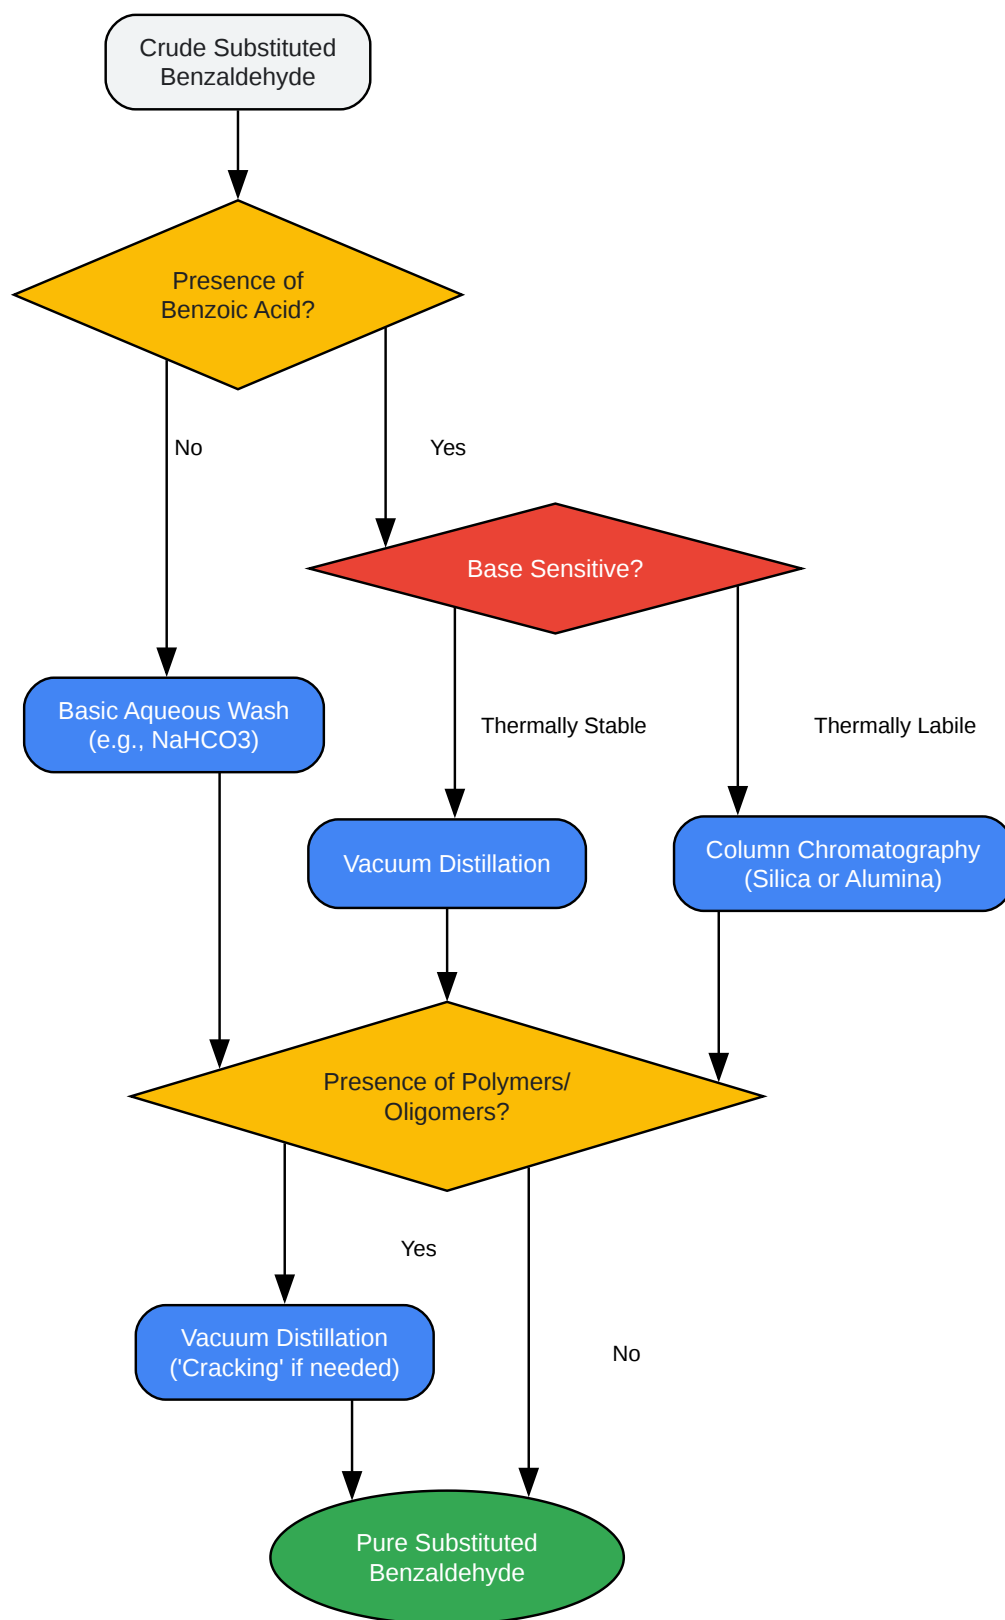 Crude Substituted
Benzaldehyde
Presence of
Benzoic Acid?
No
Yes
Base Sensitive?
Basic Aqueous Wash
(e.g., NaHCO3)
Thermally Stable
Thermally Labile
Vacuum Distillation
Column Chromatography
(Silica or Alumina)
Presence of Polymers/
Oligomers?
Yes
Vacuum Distillation
('Cracking' if needed)
No
Pure Substituted
Benzaldehyde